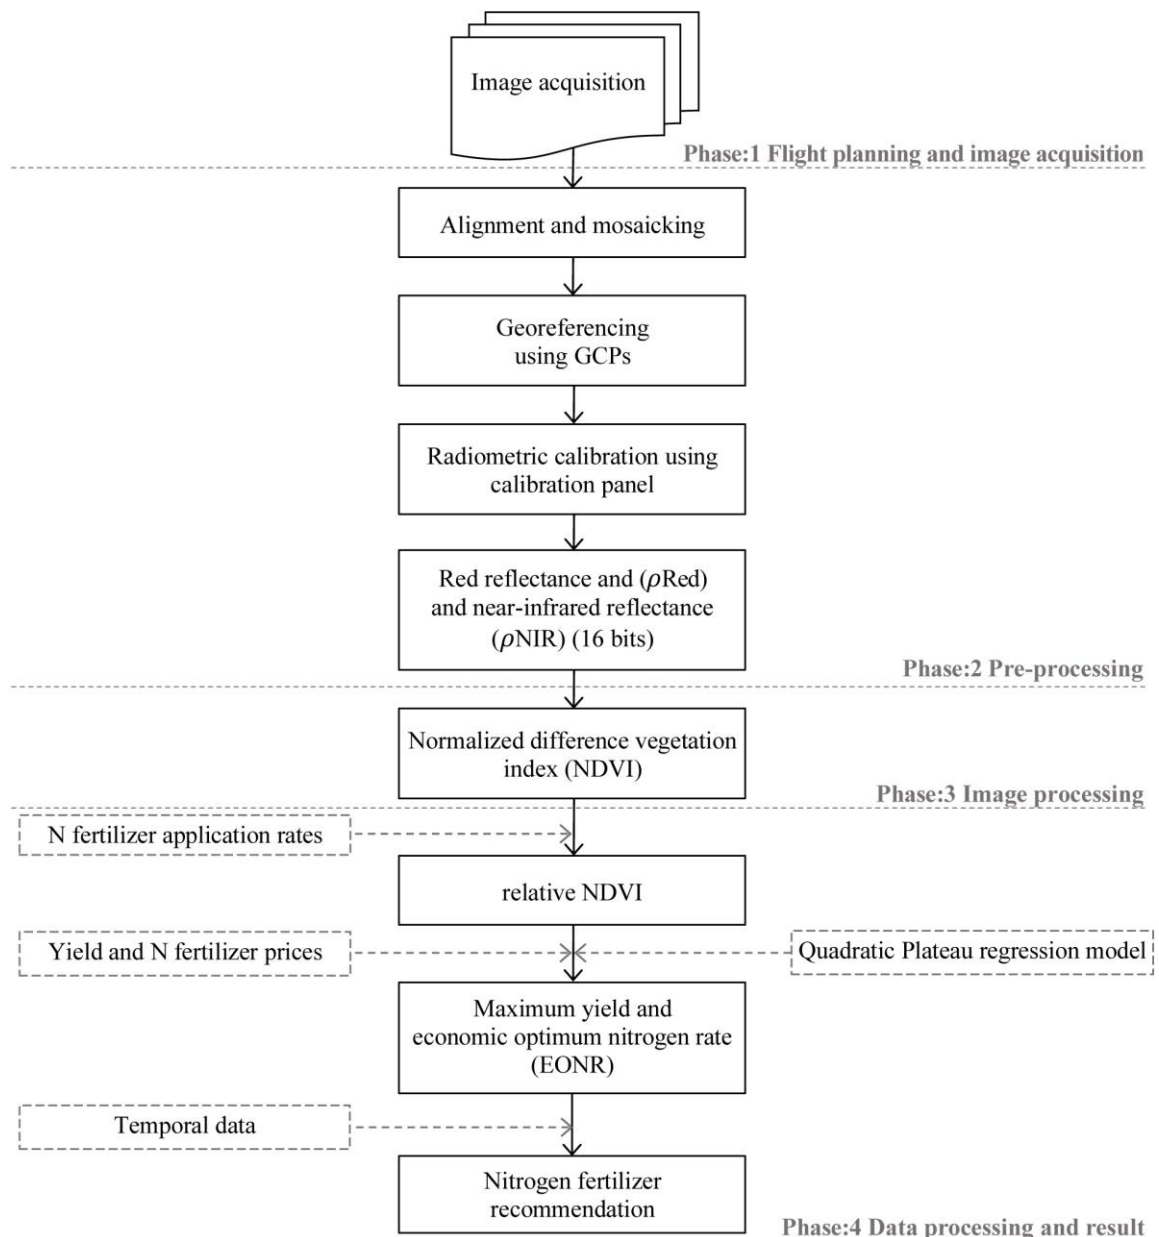 Image acquisition
Phase:1 Flight planning and image acquisition
Alignment and mosaicking
Georeferencing
using GCPs
Radiometric calibration using
calibration panel
Red reflectance and (ρRed)
and near-infrared reflectance
(ρNIR) (16 bits)
Phase:2 Pre-processing
Normalized difference vegetation
index (NDVI)
Phase:3 Image processing
N fertilizer application rates
relative NDVI
Yield and N fertilizer prices
Quadratic Plateau regression model
Maximum yield and
economic optimum nitrogen rate
(EONR)
Temporal data
Nitrogen fertilizer
recommendation
Phase:4 Data processing and result